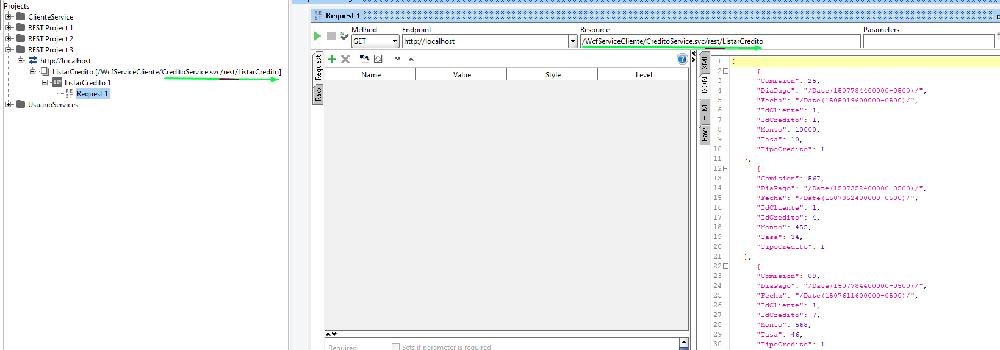 Projects
ClienteService
REST Project 1
REST Project 2
REST Project 3
http://localhost
ListarCredito [/WcfServiceCliente/CreditoService.svc/rest/ListarCredito]
GET ListarCredito 1
REST Request 1
UsuarioServices
REST Request 1
Method
Endpoint
Resource
Parameters
GET
http://localhost
/WcfServiceCliente/CreditoService.svc/rest/ListarCredito
Request
Raw
Name Value Style Level
Required: Sets if parameter is required
XML
JSON
HTML
Raw
1 [
2 {
3 "Comision": 25,
4 "DiaPago": "/Date(1507784400000-0500)/",
5 "Fecha": "/Date(1505019600000-0500)/",
6 "IdCliente": 1,
7 "IdCredito": 1,
8 "Monto": 10000,
9 "Tasa": 10,
10 "TipoCredito": 1
11 },
12 {
13 "Comision": 567,
14 "DiaPago": "/Date(1507352400000-0500)/",
15 "Fecha": "/Date(1507352400000-0500)/",
16 "IdCliente": 1,
17 "IdCredito": 4,
18 "Monto": 455,
19 "Tasa": 34,
20 "TipoCredito": 1
21 },
22 {
23 "Comision": 89,
24 "DiaPago": "/Date(1507784400000-0500)/",
25 "Fecha": "/Date(1507611600000-0500)/",
26 "IdCliente": 1,
27 "IdCredito": 7,
28 "Monto": 568,
29 "Tasa": 46,
30 "TipoCredito": 1